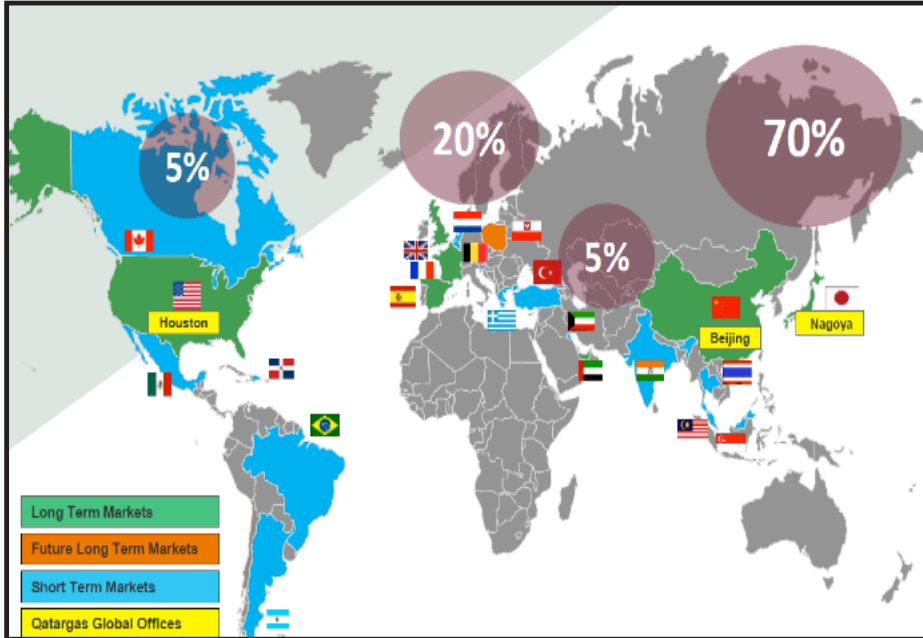 5%
20%
70%
5%
Houston
Beijing
Nagoya
Long Term Markets
Future Long Term Markets
Short Term Markets
Qatargas Global Offices